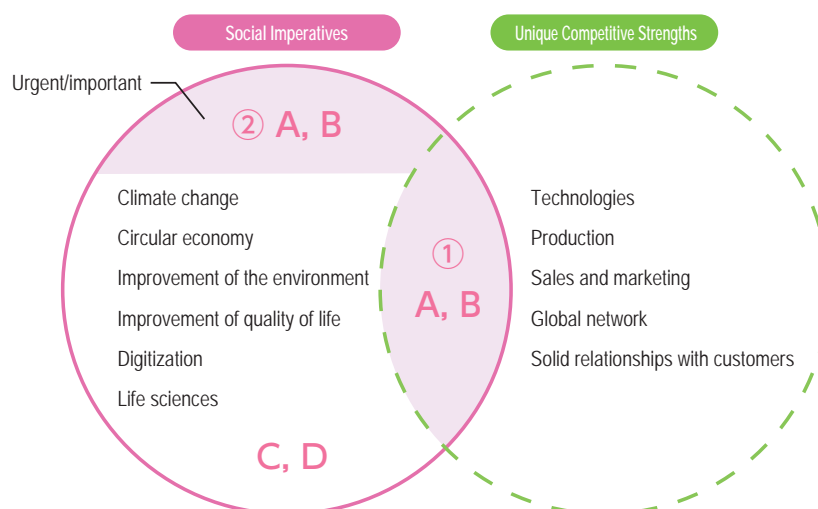 Social Imperatives
Unique Competitive Strengths
Urgent/important
② A, B
Climate change
Circular economy
Improvement of the environment
Improvement of quality of life
Digitization
Life sciences
①
A, B
Technologies
Production
Sales and marketing
Global network
Solid relationships with customers
C, D